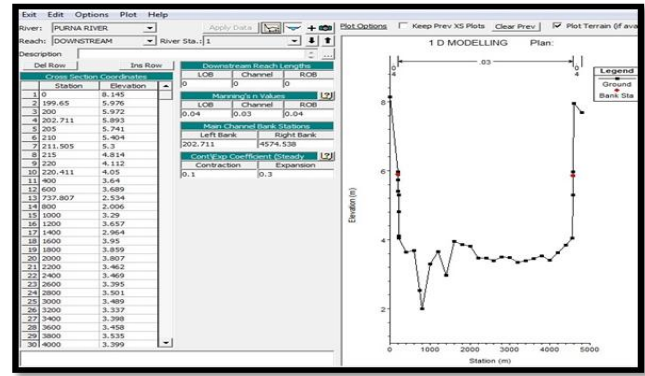 Exit Edit Options Plot Help
River: PURNA RIVER Apply Data
Reach: DOWNSTREAM River Sta.: 1
Description
Del Row Ins Row
Cross Section Coordinates
Station Elevation
1 0 8.145
2 199.65 5.976
3 200 5.972
4 202.711 5.893
5 205 5.741
6 210 5.404
7 211.505 5.3
8 215 4.814
9 220 4.112
10 220.411 4.05
11 400 3.64
12 600 3.689
13 737.807 2.534
14 800 2.006
15 1000 3.29
16 1200 3.657
17 1400 2.964
18 1600 3.95
19 1800 3.859
20 2000 3.807
21 2200 3.462
22 2400 3.469
23 2600 3.395
24 2800 3.501
25 3000 3.489
26 3200 3.337
27 3400 3.398
28 3600 3.458
29 3800 3.535
30 4000 3.399
Downstream Reach Lengths
LOB Channel ROB
0 0 0
Manning's n Values
LOB Channel ROB
0.04 0.03 0.04
Main Channel Bank Stations
Left Bank Right Bank
202.711 4574.538
Cont\Exp Coefficient (Steady
Contraction Expansion
0.1 0.3
Plot Options Keep Prev XS Plots Clear Prev Plot Terrain (if ava
1 D MODELLING Plan:
.03
0
4
0
4
Legend
Ground
Bank Sta
Elevation (m)
8
6
4
2
0 1000 2000 3000 4000 5000
Station (m)